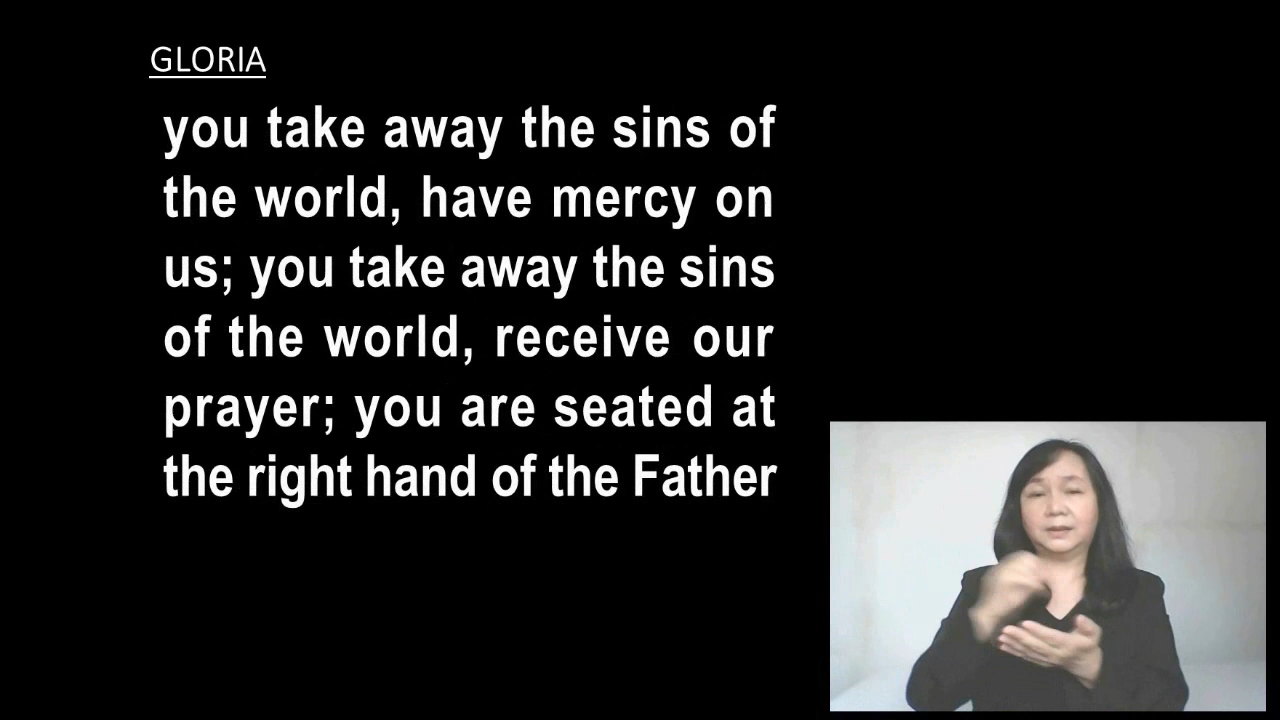 GLORIA
you take away the sins of
the world, have mercy on
us; you take away the sins
of the world, receive our
prayer; you are seated at
the right hand of the Father